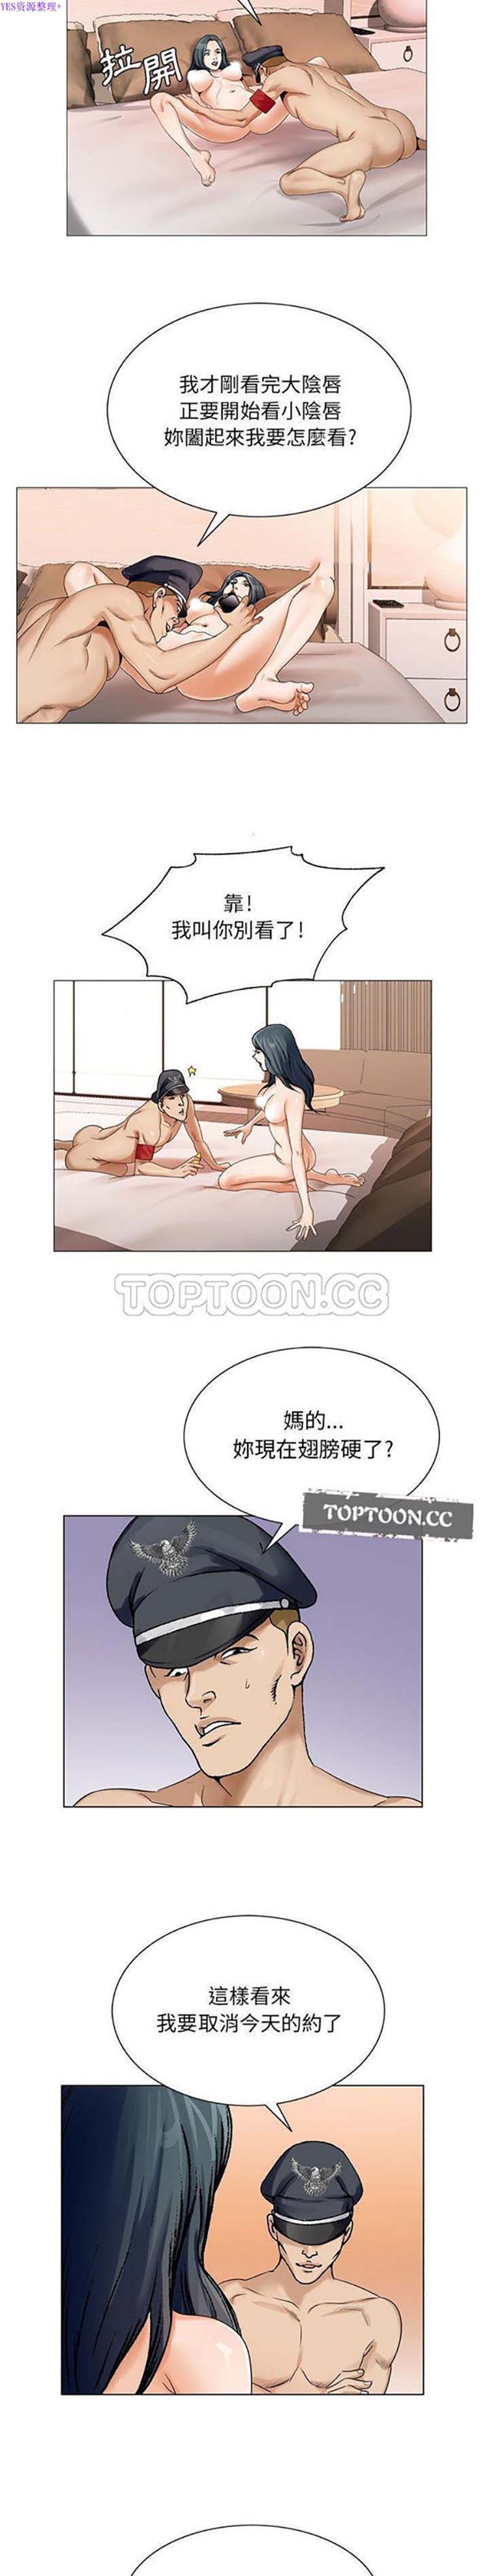 YES资源整理+
拉開
我才剛看完大陰唇
正要開始看小陰唇
妳闔起來我要怎麼看?
靠!
我叫你別看了!
TOPTOON.CC
媽的...
妳現在翅膀硬了?
TOPTOON.CC
這樣看來
我要取消今天的約了